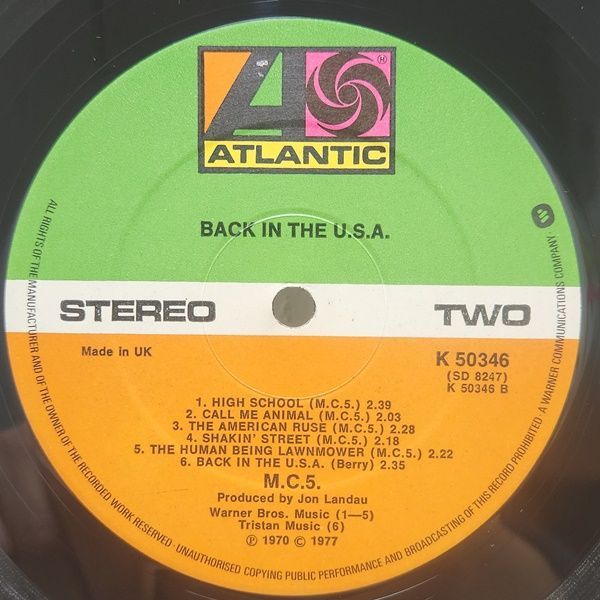 ATLANTIC
BACK IN THE U.S.A.
STEREO TWO
Made in UK
K 50346
(SD 8247)
K 50346 B
1. HIGH SCHOOL (M.C.5.) 2.39
2. CALL ME ANIMAL (M.C.5.) 2.03
3. THE AMERICAN RUSE (M.C.5.) 2.28
4. SHAKIN' STREET (M.C.5.) 2.18
5. THE HUMAN BEING LAWNMOWER (M.C.5.) 2.22
6. BACK IN THE U.S.A. (Berry) 2.35
M.C.5.
Produced by Jon Landau
Warner Bros. Music (1—5)
Tristan Music (6)
℗ 1970 © 1977
ALL RIGHTS OF THE MANUFACTURER AND OF THE OWNER OF THE RECORDED WORK RESERVED · UNAUTHORISED COPYING PUBLIC PERFORMANCE AND BROADCASTING OF THIS RECORD PROHIBITED · A WARNER COMMUNICATIONS COMPANY ·